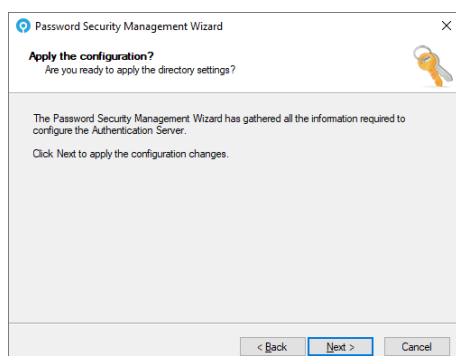 Password Security Management Wizard
Apply the configuration?
Are you ready to apply the directory settings?
The Password Security Management Wizard has gathered all the information required to
configure the Authentication Server.
Click Next to apply the configuration changes.
< Back Next > Cancel